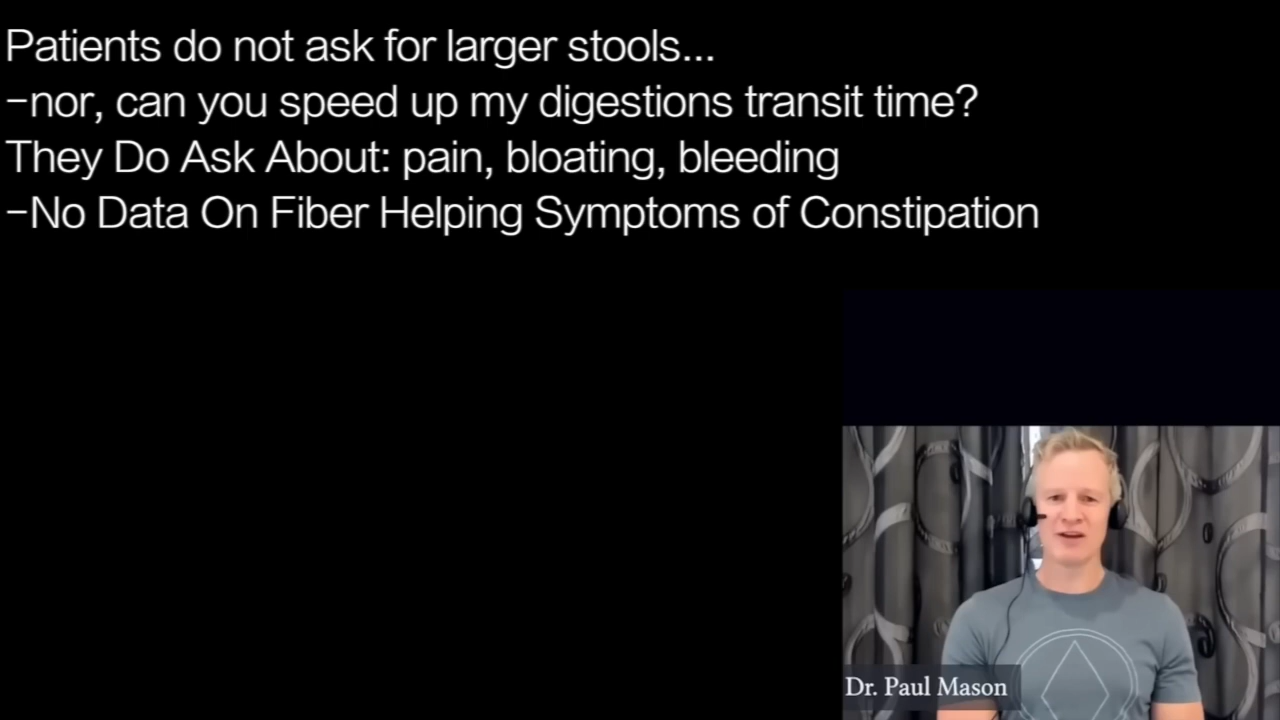 Patients do not ask for larger stools...
–nor, can you speed up my digestions transit time?
They Do Ask About: pain, bloating, bleeding
–No Data On Fiber Helping Symptoms of Constipation
Dr. Paul Mason